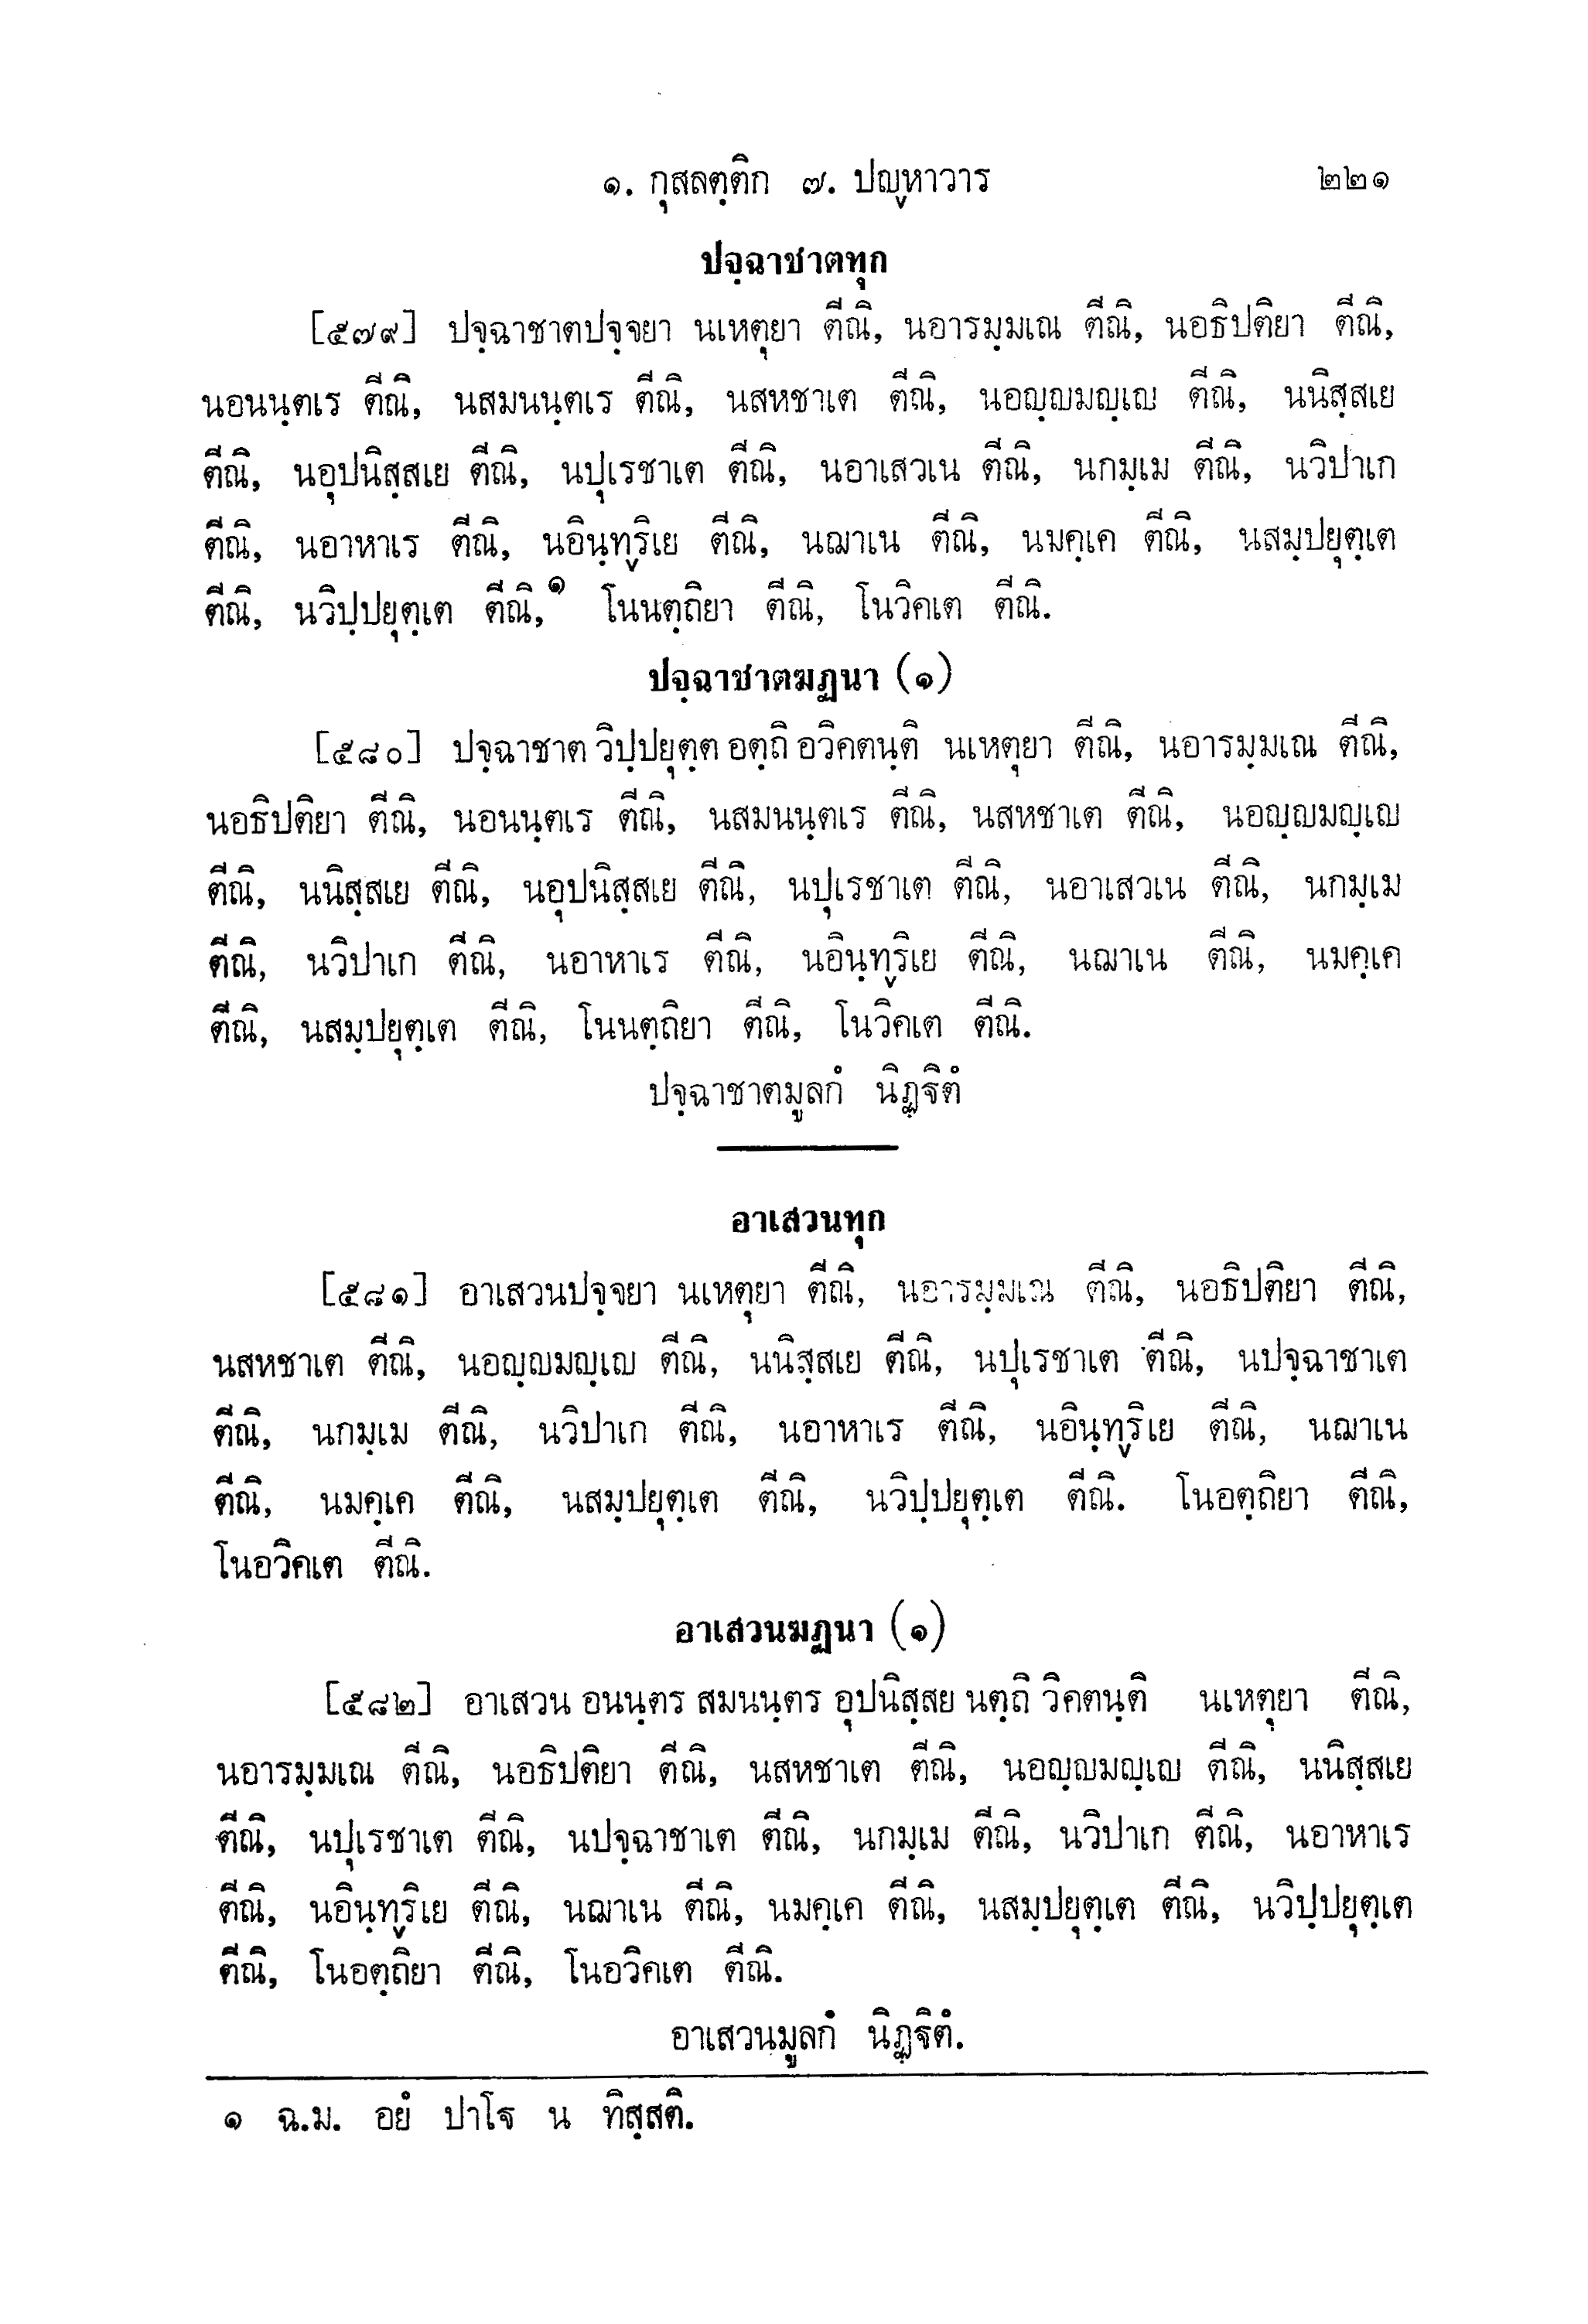 ๑. กุสลตฺติก ๗. ปญฺหาวาร ๒๒๑
ปจฺฉาชาตทุก
[๕๗๙] ปจฺฉาชาตปจฺจยา นเหตุยา ตีณิ, นอารมฺมเณ ตีณิ, นอธิปติยา ตีณิ,
นอนนฺตเร ตีณิ, นสมนนฺตเร ตีณิ, นสหชาเต ตีณิ, นอญฺญมญฺเญ ตีณิ, นนิสฺสเย
ตีณิ, นอุปนิสฺสเย ตีณิ, นปุเรชาเต ตีณิ, นอาเสวเน ตีณิ, นกมฺเม ตีณิ, นวิปาเก
ตีณิ, นอาหาเร ตีณิ, นอินฺทฺริเย ตีณิ, นฌาเน ตีณิ, นมคฺเค ตีณิ, นสมฺปยุตฺเต
ตีณิ, นวิปฺปยุตฺเต ตีณิ,๑ โนนตฺถิยา ตีณิ, โนวิคเต ตีณิ.
ปจฺฉาชาตฆฏนา (๑)
[๕๘๐] ปจฺฉาชาต วิปฺปยุตฺต อตฺถิ อวิคตนฺติ นเหตุยา ตีณิ, นอารมฺมเณ ตีณิ,
นอธิปติยา ตีณิ, นอนนฺตเร ตีณิ, นสมนนฺตเร ตีณิ, นสหชาเต ตีณิ, นอญฺญมญฺเญ
ตีณิ, นนิสฺสเย ตีณิ, นอุปนิสฺสเย ตีณิ, นปุเรชาเต ตีณิ, นอาเสวเน ตีณิ, นกมฺเม
ตีณิ, นวิปาเก ตีณิ, นอาหาเร ตีณิ, นอินฺทฺริเย ตีณิ, นฌาเน ตีณิ, นมคฺเค
ตีณิ, นสมฺปยุตฺเต ตีณิ, โนนตฺถิยา ตีณิ, โนวิคเต ตีณิ.
ปจฺฉาชาตมูลกํ นิฏฺฐิตํ
อาเสวนทุก
[๕๘๑] อาเสวนปจฺจยา นเหตุยา ตีณิ, นอารมฺมเณ ตีณิ, นอธิปติยา ตีณิ,
นสหชาเต ตีณิ, นอญฺญมญฺเญ ตีณิ, นนิสฺสเย ตีณิ, นปุเรชาเต ตีณิ, นปจฺฉาชาเต
ตีณิ, นกมฺเม ตีณิ, นวิปาเก ตีณิ, นอาหาเร ตีณิ, นอินฺทฺริเย ตีณิ, นฌาเน
ตีณิ, นมคฺเค ตีณิ, นสมฺปยุตฺเต ตีณิ, นวิปฺปยุตฺเต ตีณิ. โนอตฺถิยา ตีณิ,
โนอวิคเต ตีณิ.
อาเสวนฆฏนา (๑)
[๕๘๒] อาเสวน อนนฺตร สมนนฺตร อุปนิสฺสย นตฺถิ วิคตนฺติ นเหตุยา ตีณิ,
นอารมฺมเณ ตีณิ, นอธิปติยา ตีณิ, นสหชาเต ตีณิ, นอญฺญมญฺเญ ตีณิ, นนิสฺสเย
ตีณิ, นปุเรชาเต ตีณิ, นปจฺฉาชาเต ตีณิ, นกมฺเม ตีณิ, นวิปาเก ตีณิ, นอาหาเร
ตีณิ, นอินฺทฺริเย ตีณิ, นฌาเน ตีณิ, นมคฺเค ตีณิ, นสมฺปยุตฺเต ตีณิ, นวิปฺปยุตฺเต
ตีณิ, โนอตฺถิยา ตีณิ, โนอวิคเต ตีณิ.
อาเสวนมูลกํ นิฏฺฐิตํ.
๑ ฉ.ม. อยํ ปาโฐ น ทิสฺสติ.